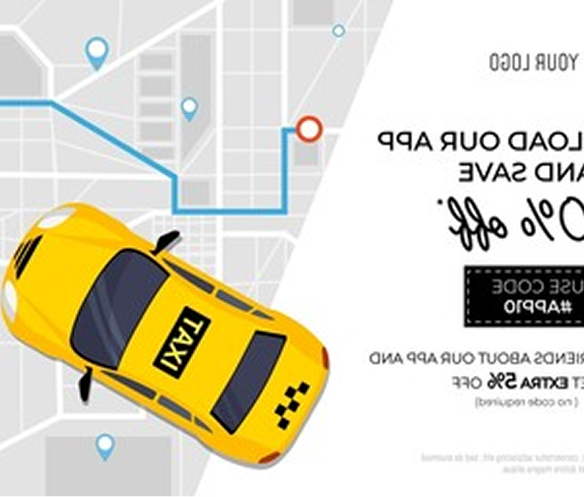 YOUR LOGO
LOAD OUR APP
AND SAVE
0% off*
USE CODE
#APP10
RIENDS ABOUT OUR APP AND
ET EXTRA 5% OFF
(no code required)
TAXI